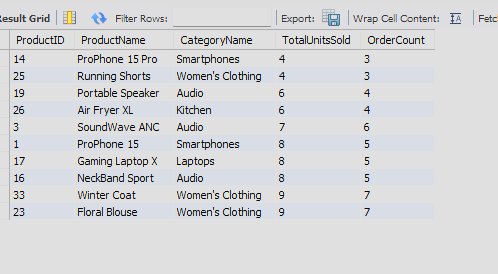 Result Grid Filter Rows: Export: Wrap Cell Content:
ProductID ProductName CategoryName TotalUnitsSold OrderCount
14 ProPhone 15 Pro Smartphones 4 3
25 Running Shorts Women's Clothing 4 3
19 Portable Speaker Audio 6 4
26 Air Fryer XL Kitchen 6 4
3 SoundWave ANC Audio 7 6
1 ProPhone 15 Smartphones 8 5
17 Gaming Laptop X Laptops 8 5
16 NeckBand Sport Audio 8 5
33 Winter Coat Women's Clothing 9 7
23 Floral Blouse Women's Clothing 9 7